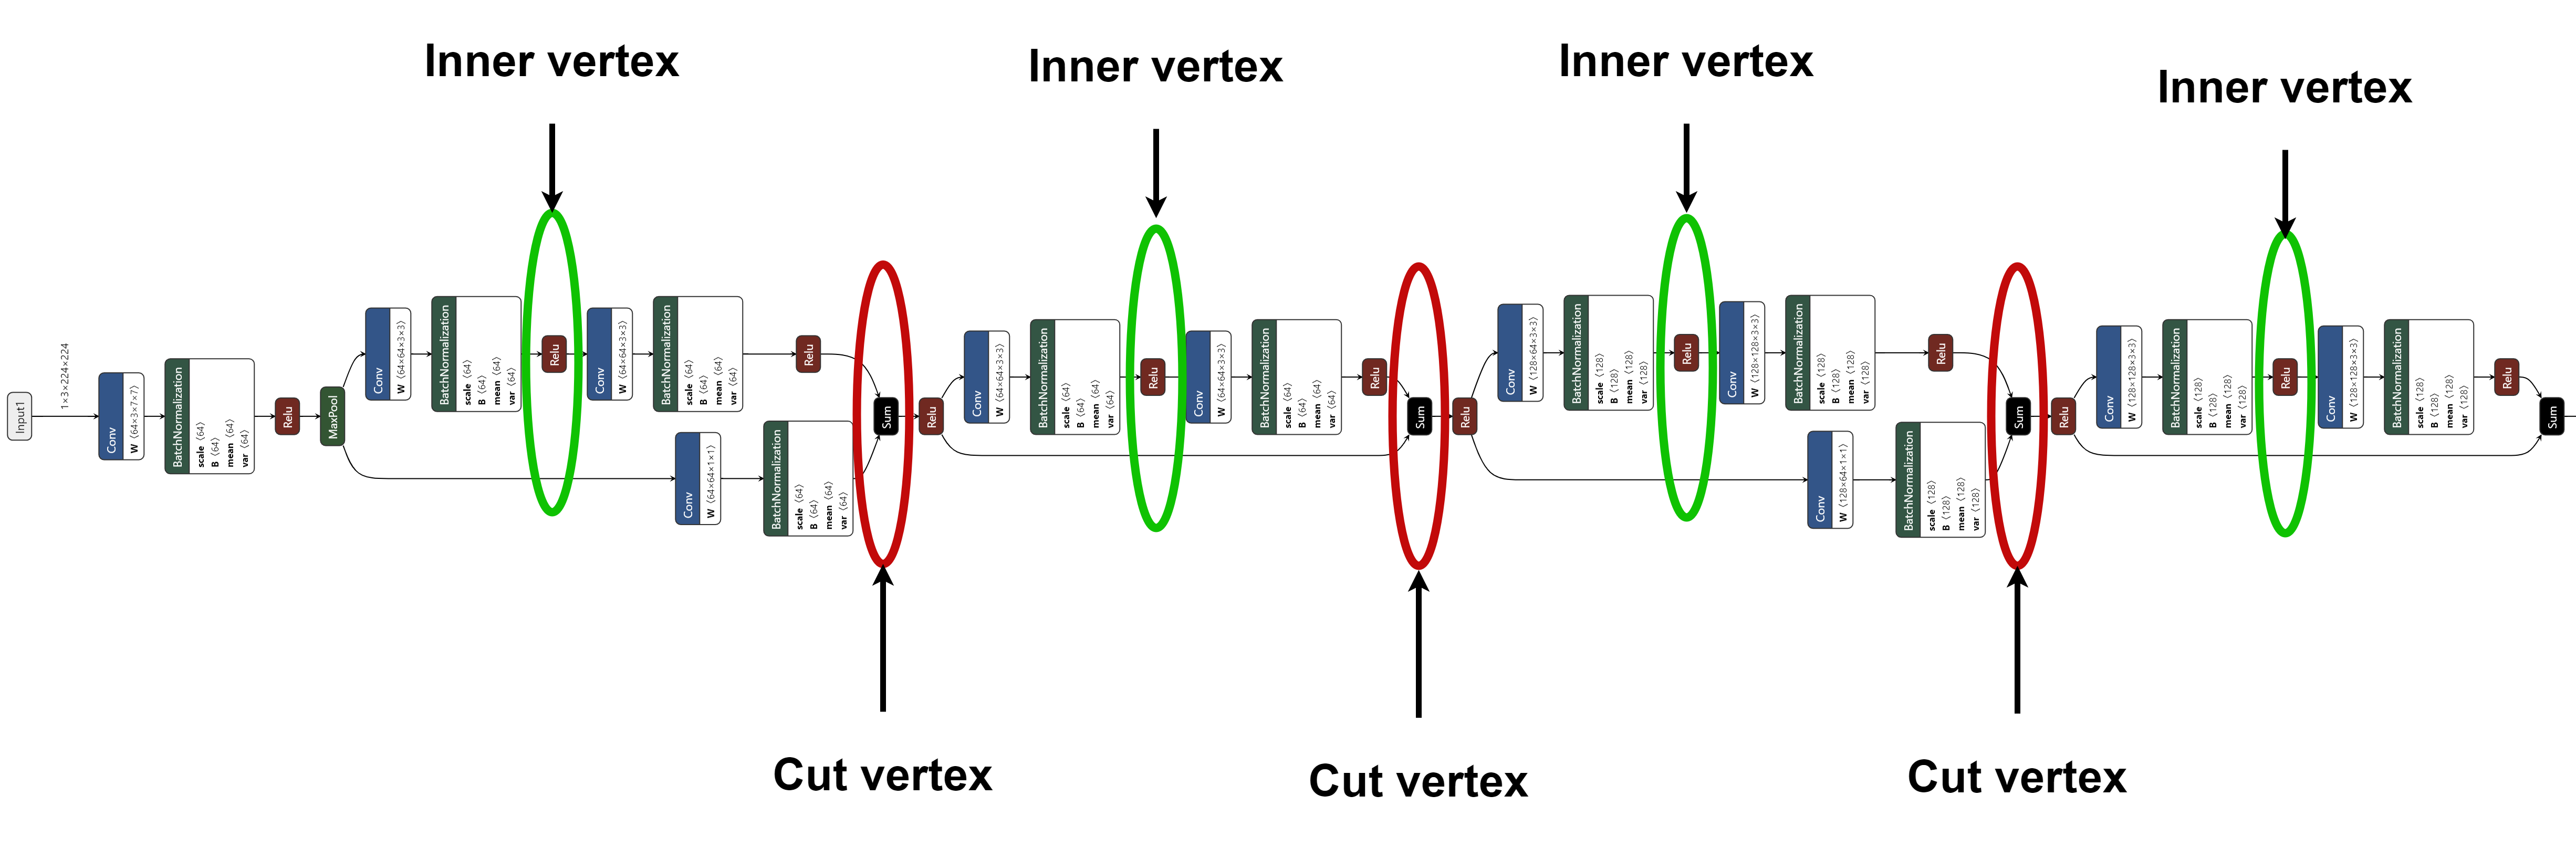 Inner vertex
Inner vertex
Inner vertex
Inner vertex
Input1
1×3×224×224
Conv
W ⟨64×3×7×7⟩
BatchNormalization
scale ⟨64⟩
B ⟨64⟩
mean ⟨64⟩
var ⟨64⟩
Relu
MaxPool
Conv
W ⟨64×64×3×3⟩
BatchNormalization
scale ⟨64⟩
B ⟨64⟩
mean ⟨64⟩
var ⟨64⟩
Relu
Conv
W ⟨64×64×3×3⟩
BatchNormalization
scale ⟨64⟩
B ⟨64⟩
mean ⟨64⟩
var ⟨64⟩
Relu
Conv
W ⟨64×64×1×1⟩
BatchNormalization
scale ⟨64⟩
B ⟨64⟩
mean ⟨64⟩
var ⟨64⟩
Sum
Relu
Conv
W ⟨64×64×3×3⟩
BatchNormalization
scale ⟨64⟩
B ⟨64⟩
mean ⟨64⟩
var ⟨64⟩
Relu
Conv
W ⟨64×64×3×3⟩
BatchNormalization
scale ⟨64⟩
B ⟨64⟩
mean ⟨64⟩
var ⟨64⟩
Relu
Sum
Relu
Conv
W ⟨128×64×3×3⟩
BatchNormalization
scale ⟨128⟩
B ⟨128⟩
mean ⟨128⟩
var ⟨128⟩
Relu
Conv
W ⟨128×128×3×3⟩
BatchNormalization
scale ⟨128⟩
B ⟨128⟩
mean ⟨128⟩
var ⟨128⟩
Relu
Conv
W ⟨128×64×1×1⟩
BatchNormalization
scale ⟨128⟩
B ⟨128⟩
mean ⟨128⟩
var ⟨128⟩
Sum
Relu
Conv
W ⟨128×128×3×3⟩
BatchNormalization
scale ⟨128⟩
B ⟨128⟩
mean ⟨128⟩
var ⟨128⟩
Relu
Conv
W ⟨128×128×3×3⟩
BatchNormalization
scale ⟨128⟩
B ⟨128⟩
mean ⟨128⟩
var ⟨128⟩
Relu
Sum
Cut vertex
Cut vertex
Cut vertex